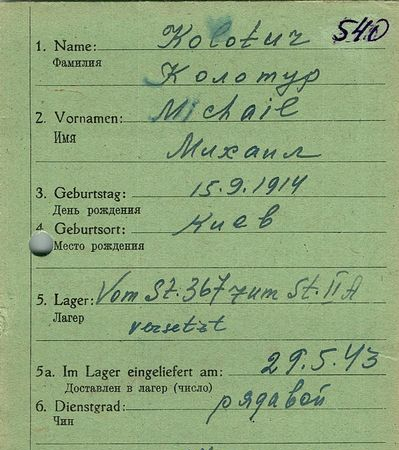 540
1. Name: Kolotur
Фамилия Колотур
2. Vornamen: Michail
Имя Михаил
3. Geburtstag: 15.9.1914
День рождения
4. Geburtsort: Киев
Место рождения
5. Lager: Vom St. 367 zum St. II A
Лагер versetzt
5a. Im Lager eingeliefert am: 29.5.43
Доставлен в лагер (число)
6. Dienstgrad: рядавой
Чин